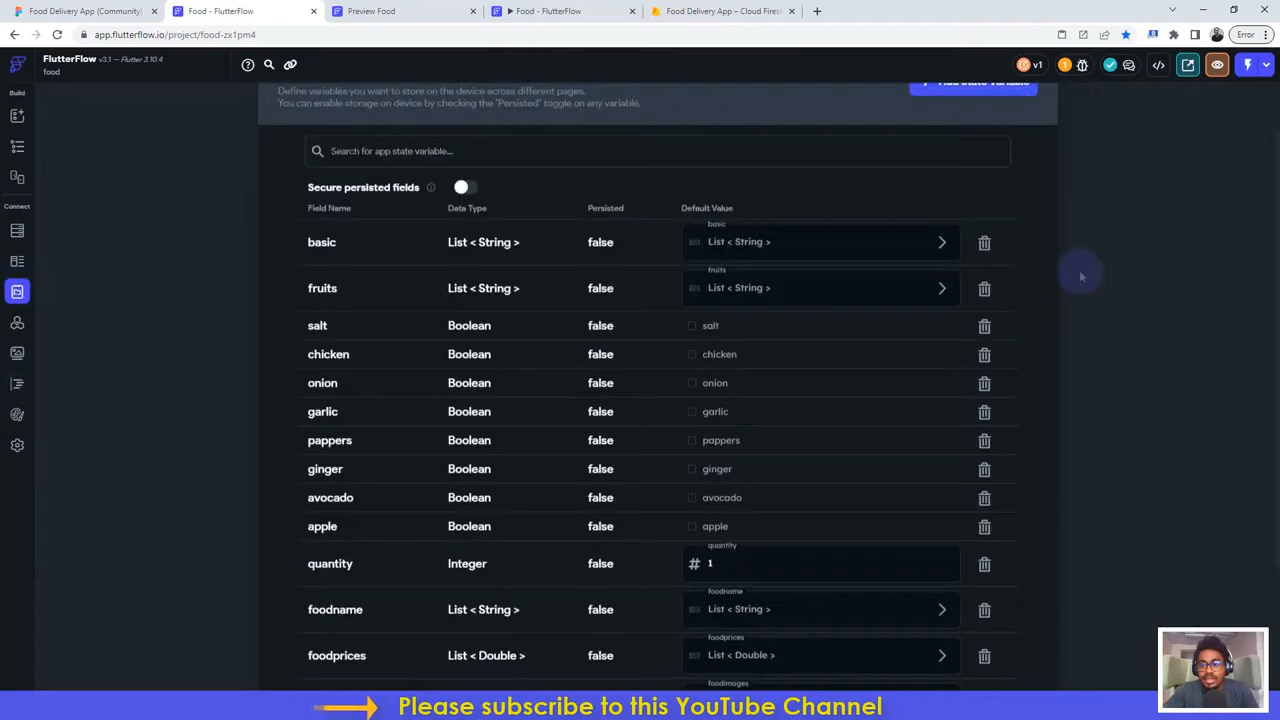 Food Delivery App (Community)
Food - FlutterFlow
Preview Food
Food - FlutterFlow
Food Delivery App - Cloud Fires
app.flutterflow.io/project/food-zx1pm4
Error
FlutterFlow v3.1 — Flutter 3.10.4
food
v1
1
Build
Connect
Define variables you want to store on the device across different pages.
You can enable storage on device by checking the "Persisted" toggle on any variable.
Add State Variable
Search for app state variable...
Secure persisted fields
Field Name Data Type Persisted Default Value
basic List < String > false basic List < String >
fruits List < String > false fruits List < String >
salt Boolean false salt
chicken Boolean false chicken
onion Boolean false onion
garlic Boolean false garlic
pappers Boolean false pappers
ginger Boolean false ginger
avocado Boolean false avocado
apple Boolean false apple
quantity Integer false quantity # 1
foodname List < String > false foodname List < String >
foodprices List < Double > false foodprices List < Double >
foodimages
Please subscribe to this YouTube Channel